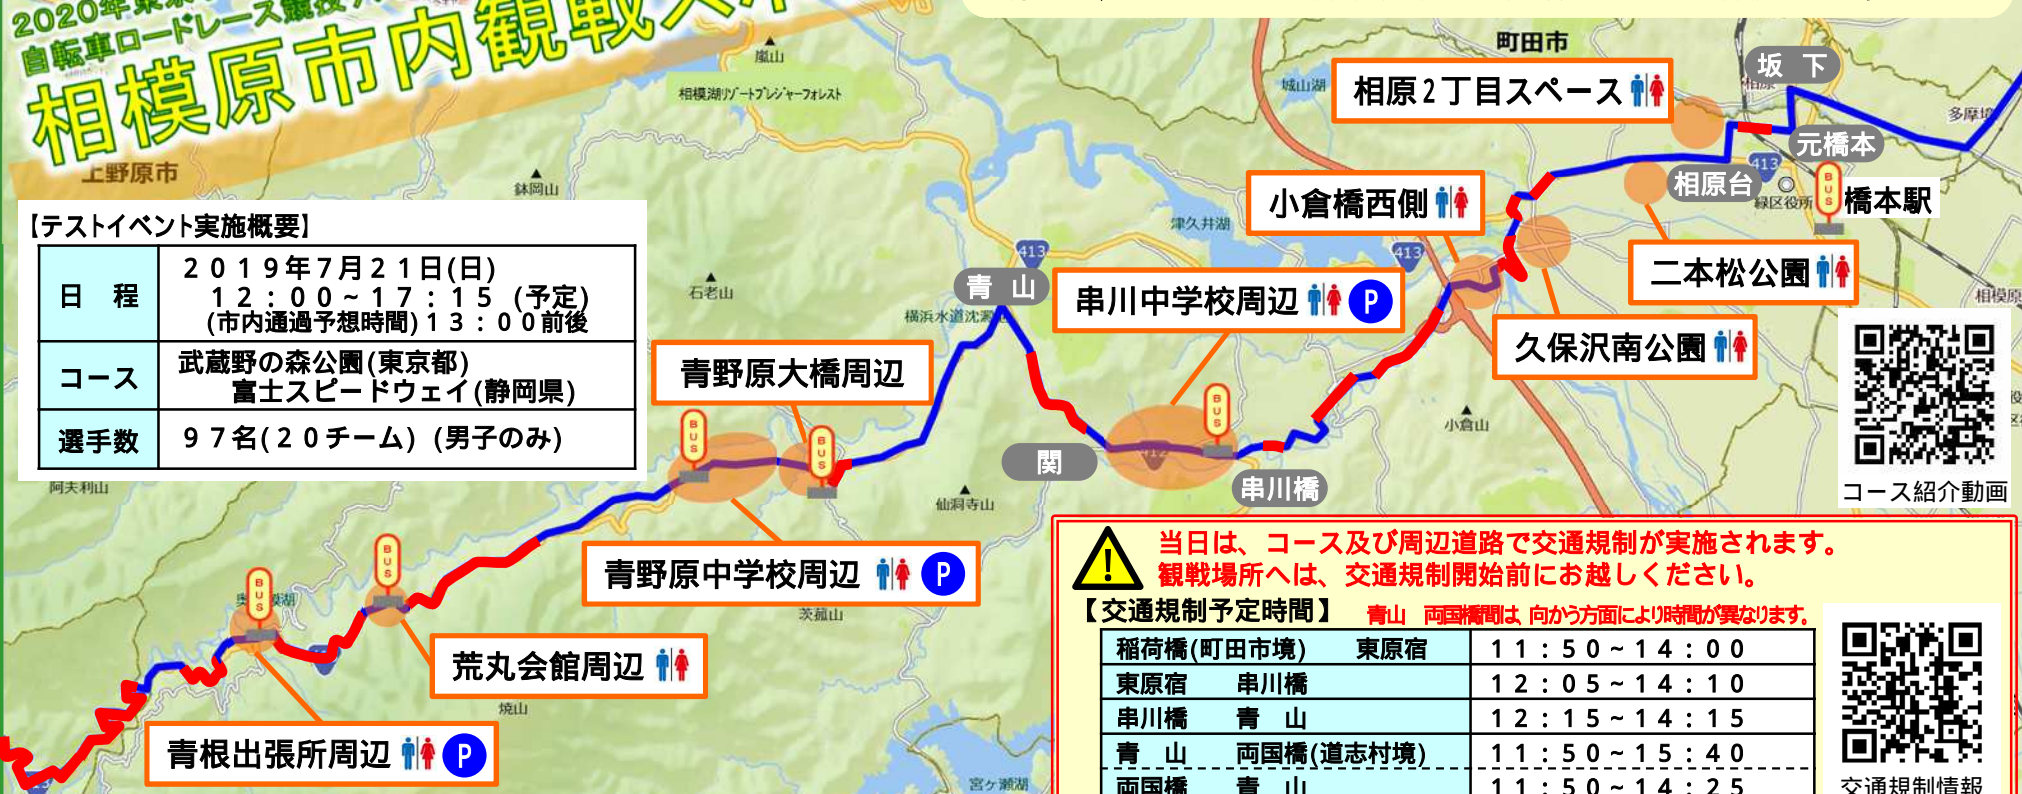 2020年東京
自転車ロードレース競技
相模原市内観戦ス
上野原市
【テストイベント実施概要】
日 程
2019年7月21日(日)
12:00~17:15 (予定)
(市内通過予想時間)13:00前後
コース
武蔵野の森公園(東京都)
富士スピードウェイ(静岡県)
選手数
97名(20チーム) (男子のみ)
嵐山
相模湖リゾートプレジャーフォレスト
鉢岡山
石老山
阿夫利山
町田市
城山湖
相原2丁目スペース
坂 下
相原
多摩境
元橋本
413
相原台
緑区役所
BUS
橋本駅
小倉橋西側
津久井湖
413
413
二本松公園
相模原
青 山
串川中学校周辺 P
横浜水道沈澱
久保沢南公園
青野原大橋周辺
小倉山
コース紹介動画
BUS
BUS
BUS
関
412
串川橋
仙洞寺山
青野原中学校周辺 P
BUS
BUS
茨菰山
荒丸会館周辺
焼山
青根出張所周辺 P
宮ヶ瀬湖
当日は、コース及び周辺道路で交通規制が実施されます。
観戦場所へは、交通規制開始前にお越しください。
【交通規制予定時間】 青山 両国橋間は、向かう方面により時間が異なります。
稲荷橋(町田市境) 東原宿 11:50~14:00
東原宿 串川橋 12:05~14:10
串川橋 青 山 12:15~14:15
青 山 両国橋(道志村境) 11:50~15:40
両国橋 青 山 11:50~14:25
交通規制情報